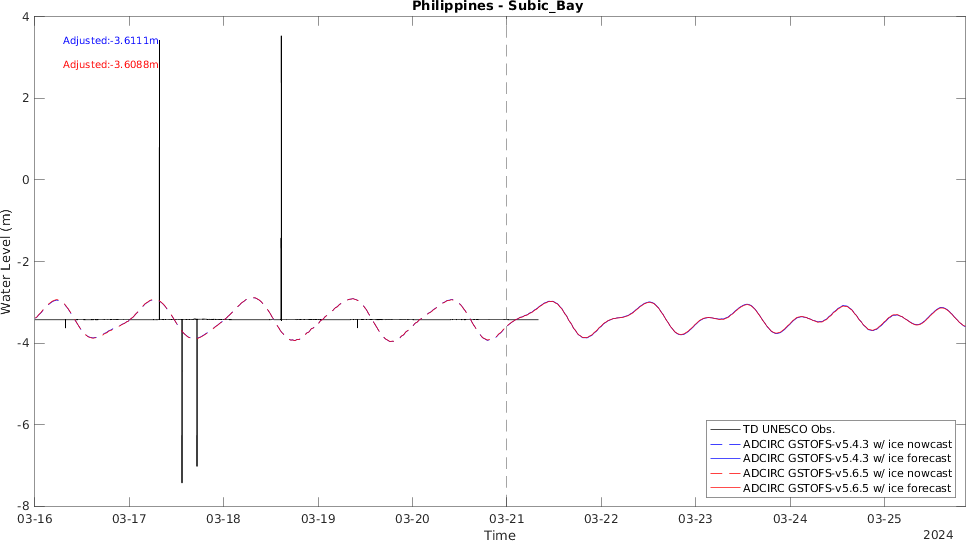 Philippines - Subic_Bay
Adjusted:-3.6111m
Adjusted:-3.6088m
Water Level (m)
4
2
0
-2
-4
-6
-8
TD UNESCO Obs.
ADCIRC GSTOFS-v5.4.3 w/ ice nowcast
ADCIRC GSTOFS-v5.4.3 w/ ice forecast
ADCIRC GSTOFS-v5.6.5 w/ ice nowcast
ADCIRC GSTOFS-v5.6.5 w/ ice forecast
03-16 03-17 03-18 03-19 03-20 03-21 03-22 03-23 03-24 03-25
Time
2024